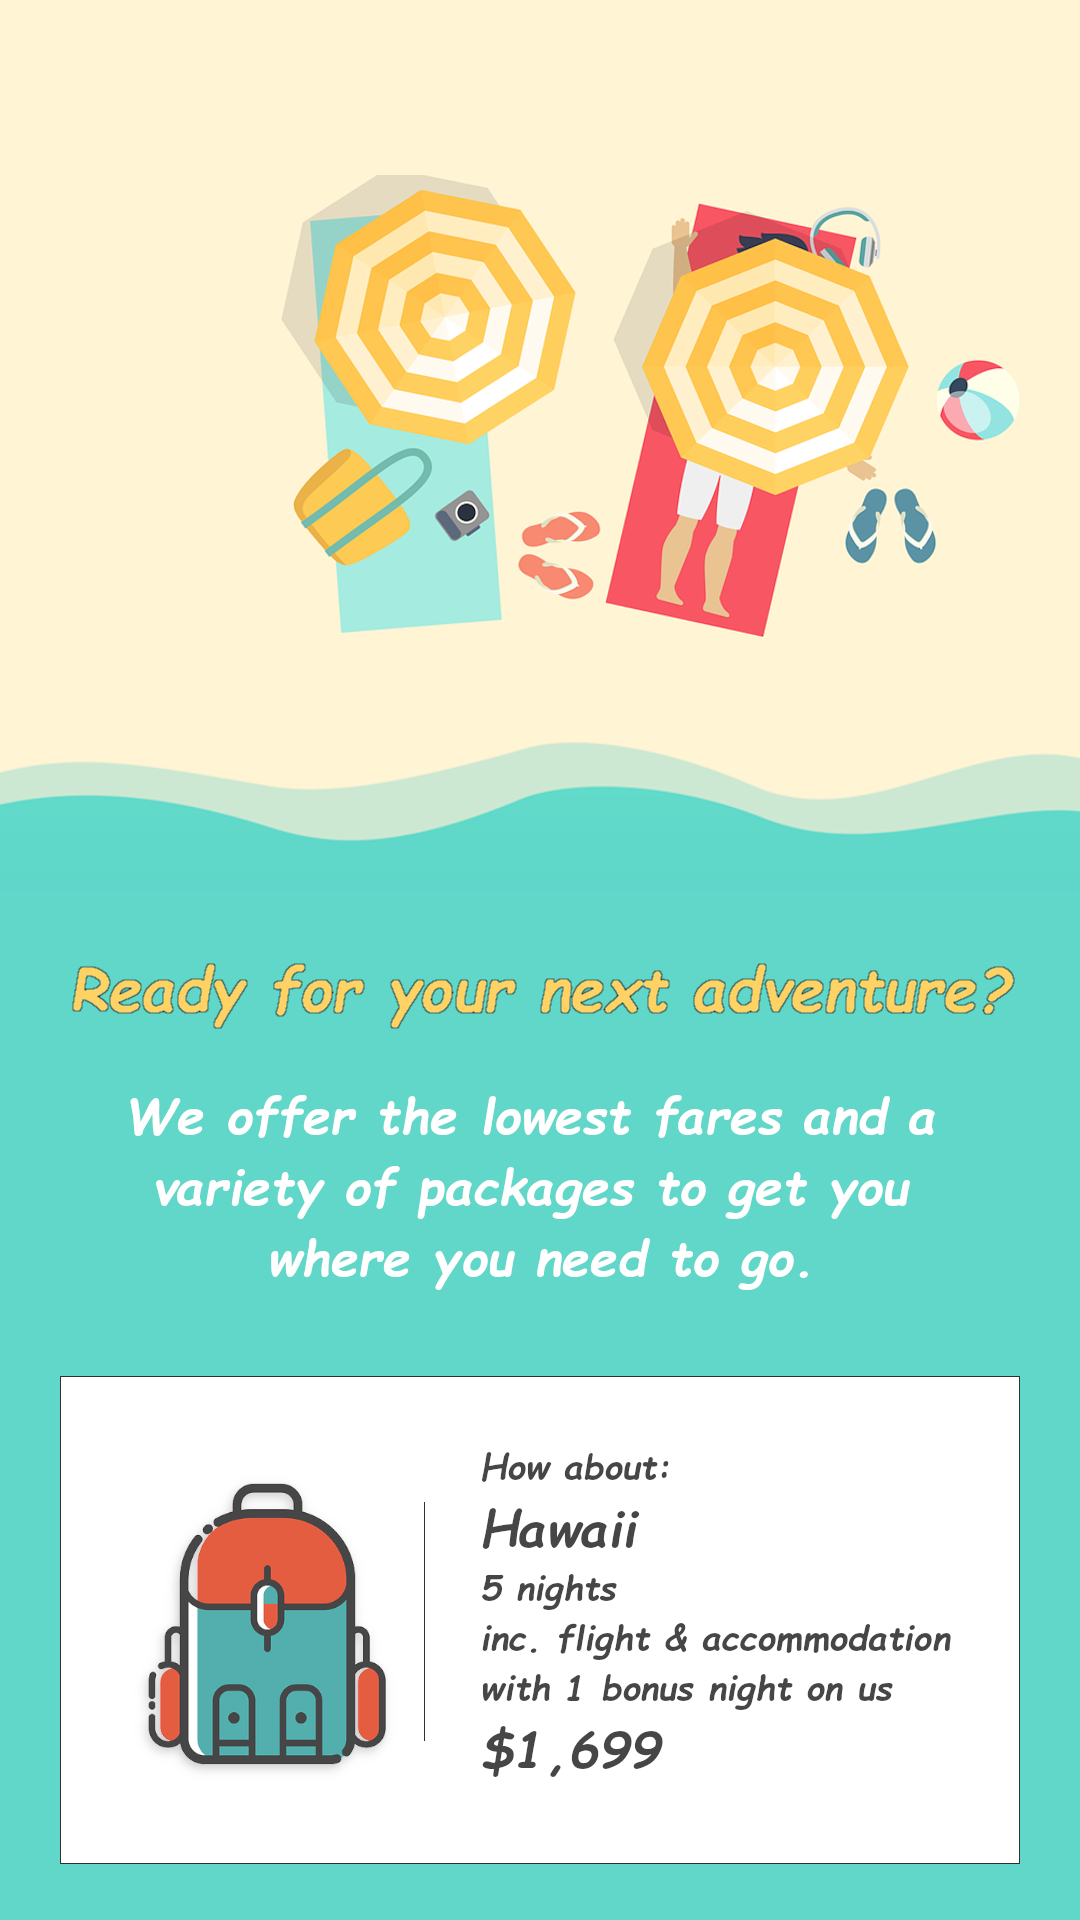 Ready for your next adventure?
We offer the lowest fares and a
variety of packages to get you
where you need to go.
How about:
Hawaii
5 nights
inc. flight & accommodation
with 1 bonus night on us
$1,699